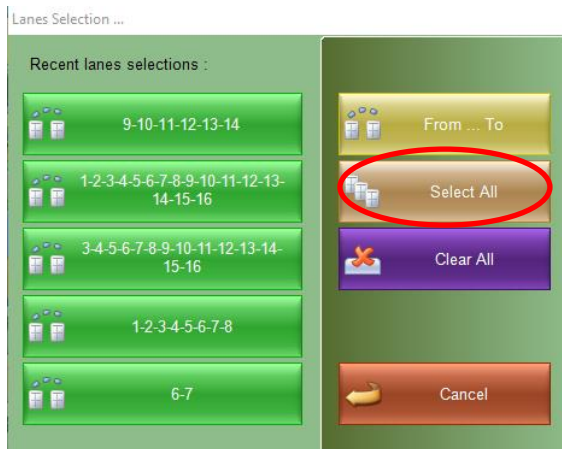 Lanes Selection ...
Recent lanes selections :
9-10-11-12-13-14
1-2-3-4-5-6-7-8-9-10-11-12-13-
14-15-16
3-4-5-6-7-8-9-10-11-12-13-14-
15-16
1-2-3-4-5-6-7-8
6-7
From ... To
Select All
Clear All
Cancel